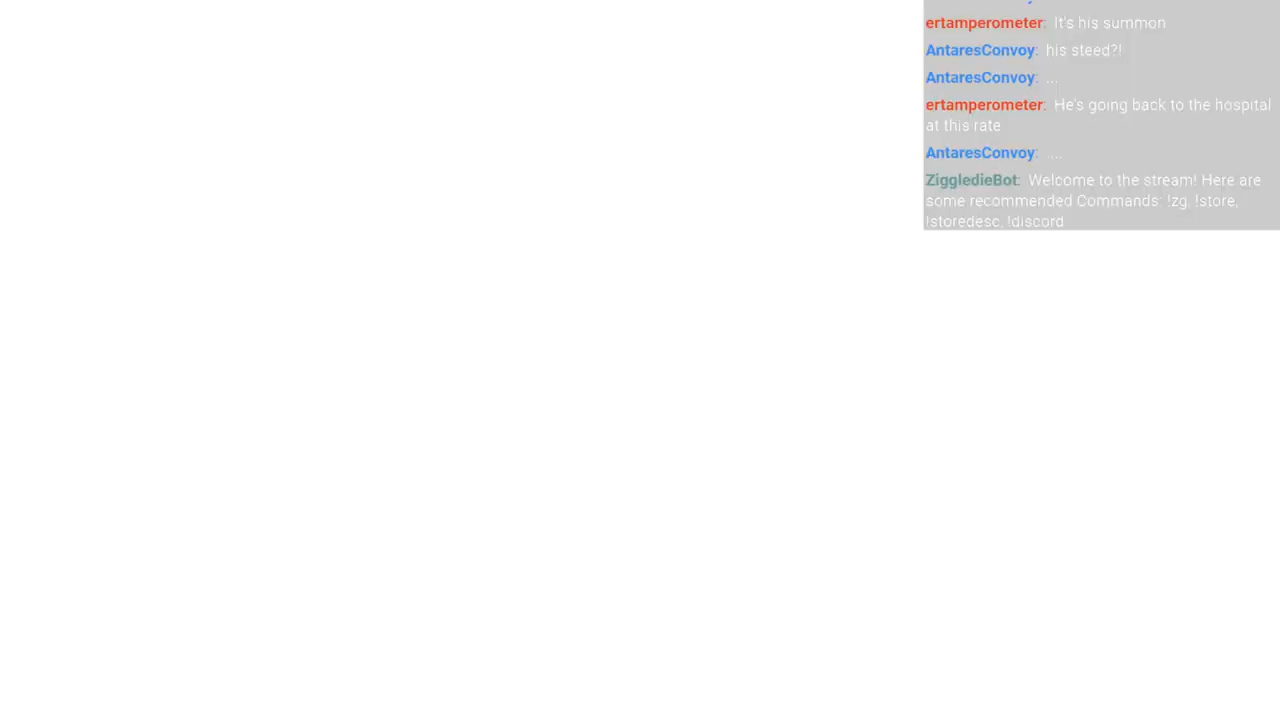 ertamperometer: It's his summon
AntaresConvoy: his steed?!
AntaresConvoy: ...
ertamperometer: He's going back to the hospital
at this rate
AntaresConvoy: ...
ZiggledieBot: Welcome to the stream! Here are
some recommended Commands: !zg, !store,
!storedesc, !discord